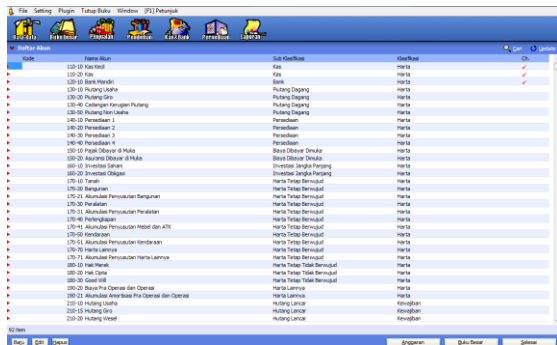 File Setting Plugin Tutup Buku Window (F1) Petunjuk
Data-data Buku Besar Penjualan Pembelian Kas & Bank Persediaan Laporan
Daftar Akun Cari Update
Kode Nama Akun Sub Klasifikasi Klasifikasi
110-10 Kas Kecil Kas Harta
110-20 Kas Kas Harta
120-10 Bank Mandiri Bank Harta
130-10 Piutang Usaha Piutang Dagang Harta
130-20 Piutang Giro Piutang Dagang Harta
130-40 Cadangan Kerugian Piutang Piutang Dagang Harta
130-50 Piutang Non Usaha Piutang Dagang Harta
140-10 Persediaan 1 Persediaan Harta
140-20 Persediaan 2 Persediaan Harta
140-30 Persediaan 3 Persediaan Harta
140-40 Persediaan 4 Persediaan Harta
150-10 Pajak Dibayar di Muka Biaya Dibayar Dimuka Harta
150-20 Asuransi Dibayar di Muka Biaya Dibayar Dimuka Harta
160-10 Investasi Saham Investasi Jangka Panjang Harta
160-20 Investasi Obligasi Investasi Jangka Panjang Harta
170-10 Tanah Harta Tetap Berwujud Harta
170-20 Bangunan Harta Tetap Berwujud Harta
170-21 Akumulasi Penyusutan Bangunan Harta Tetap Berwujud Harta
170-30 Peralatan Harta Tetap Berwujud Harta
170-31 Akumulasi Penyusutan Peralatan Harta Tetap Berwujud Harta
170-40 Perlengkapan Harta Tetap Berwujud Harta
170-41 Akumulasi Penyusutan Mebel dan ATK Harta Tetap Berwujud Harta
170-50 Kendaraan Harta Tetap Berwujud Harta
170-51 Akumulasi Penyusutan Kendaraan Harta Tetap Berwujud Harta
170-70 Harta Lainnya Harta Tetap Berwujud Harta
170-71 Akumulasi Penyusutan Harta Lainnya Harta Tetap Berwujud Harta
180-10 Hak Merek Harta Tetap Tidak Berwujud Harta
180-20 Hak Cipta Harta Tetap Tidak Berwujud Harta
180-30 Good Will Harta Tetap Tidak Berwujud Harta
190-20 Biaya Pra Operasi dan Operasi Harta Lainnya Harta
190-21 Akumulasi Amortisasi Pra Operasi dan Operasi Harta Lainnya Harta
210-10 Hutang Usaha Hutang Lancar Kewajiban
210-15 Hutang Giro Hutang Lancar Kewajiban
210-20 Hutang Wesel Hutang Lancar Kewajiban
92 item
Baru Edit Hapus Anggaran Buku Besar Selesai